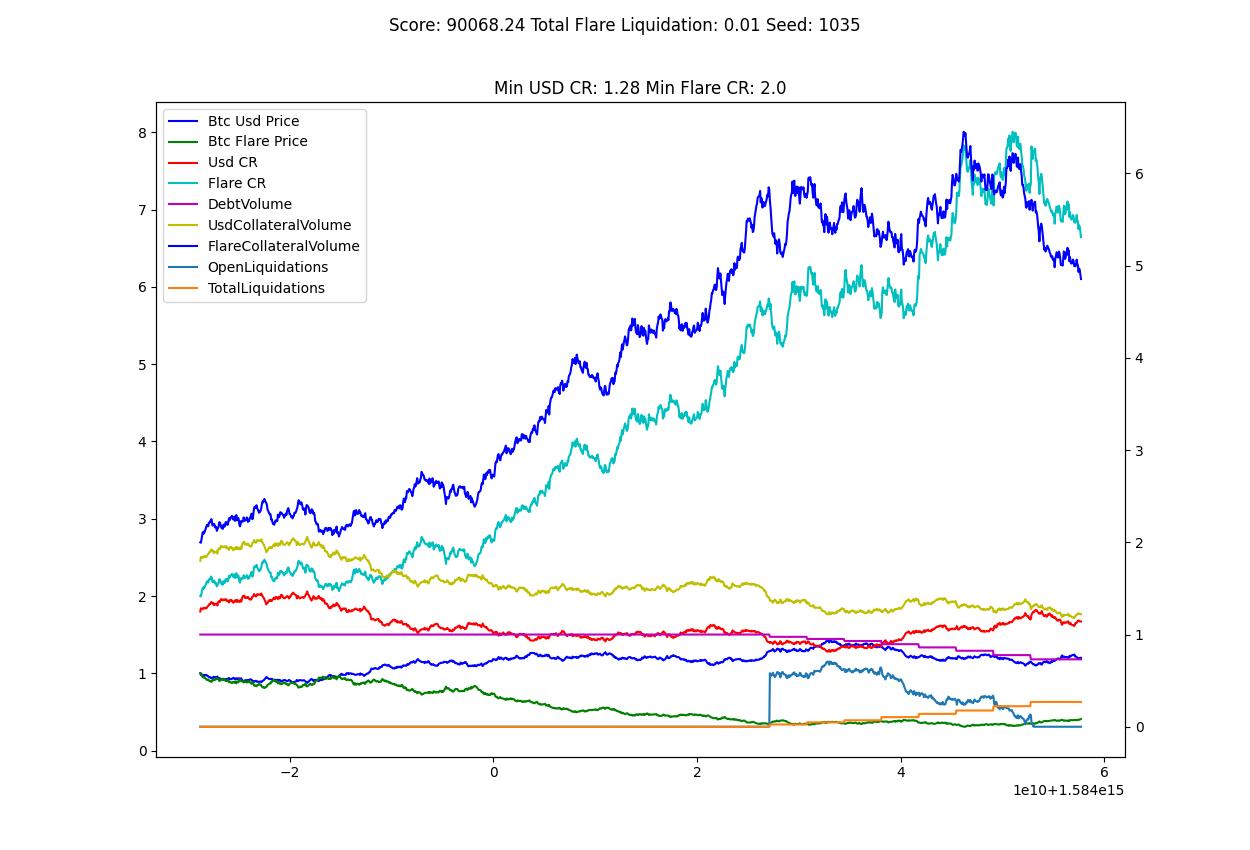 Score: 90068.24 Total Flare Liquidation: 0.01 Seed: 1035
Min USD CR: 1.28 Min Flare CR: 2.0
Btc Usd Price
Btc Flare Price
Usd CR
Flare CR
DebtVolume
UsdCollateralVolume
FlareCollateralVolume
OpenLiquidations
TotalLiquidations
8
7
6
5
4
3
2
1
0
6
5
4
3
2
1
0
−2
0
2
4
6
1e10+1.584e15